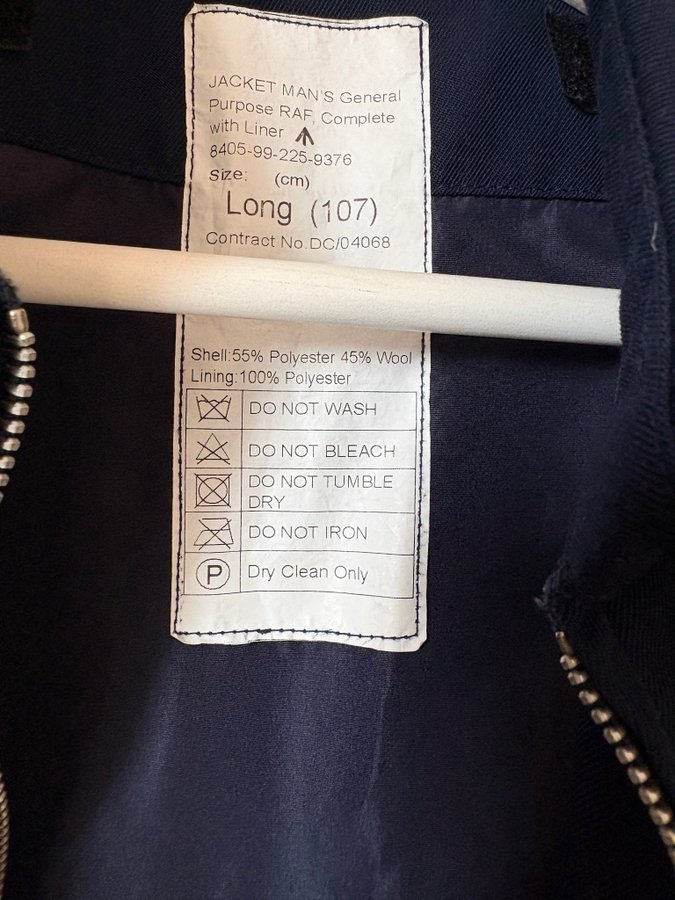 JACKET MAN'S General
Purpose RAF, Complete
with Liner
8405-99-225-9376
Size: (cm)
Long (107)
Contract No.DC/04068
Shell:55% Polyester 45% Wool
Lining:100% Polyester
DO NOT WASH
DO NOT BLEACH
DO NOT TUMBLE
DRY
DO NOT IRON
P Dry Clean Only